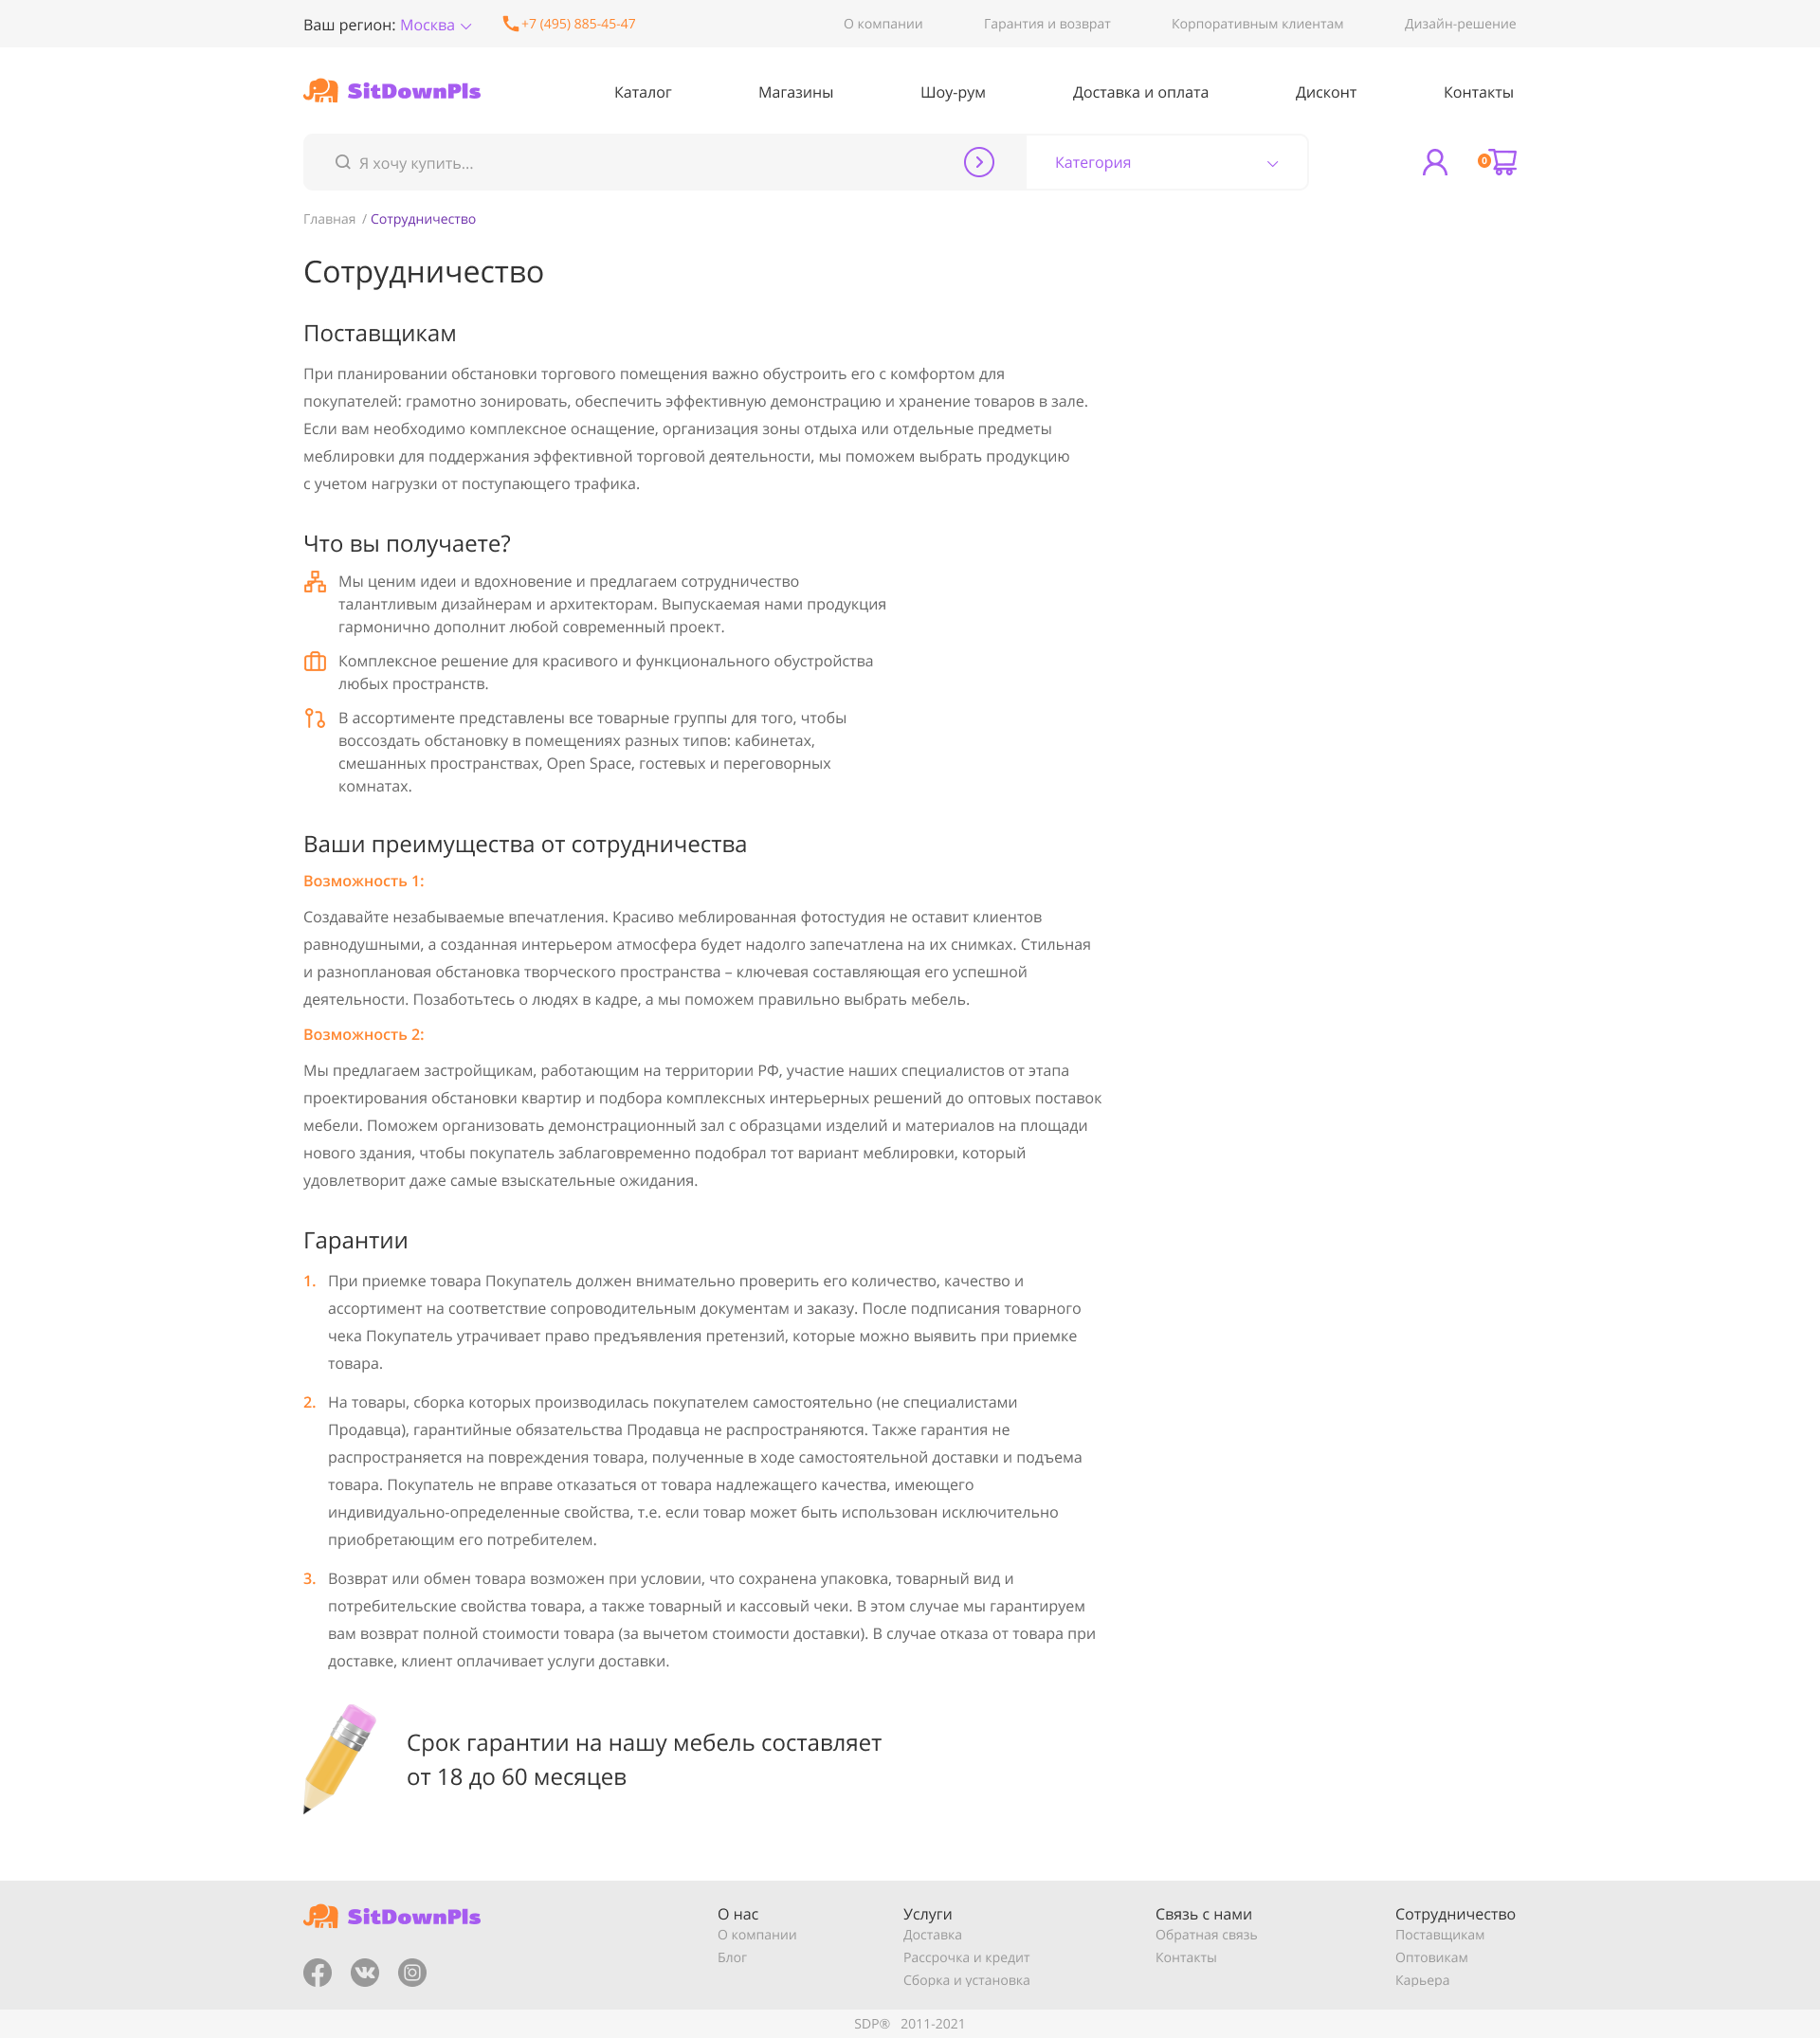 Ваш регион: Москва
+7 (495) 885-45-47
О компании
Гарантия и возврат
Корпоративным клиентам
Дизайн-решение
SitDownPls
Каталог
Магазины
Шоу-рум
Доставка и оплата
Дисконт
Контакты
Я хочу купить...
Категория
0
Главная / Сотрудничество
Сотрудничество
Поставщикам
При планировании обстановки торгового помещения важно обустроить его с комфортом для
покупателей: грамотно зонировать, обеспечить эффективную демонстрацию и хранение товаров в зале.
Если вам необходимо комплексное оснащение, организация зоны отдыха или отдельные предметы
меблировки для поддержания эффективной торговой деятельности, мы поможем выбрать продукцию
с учетом нагрузки от поступающего трафика.
Что вы получаете?
Мы ценим идеи и вдохновение и предлагаем сотрудничество
талантливым дизайнерам и архитекторам. Выпускаемая нами продукция
гармонично дополнит любой современный проект.
Комплексное решение для красивого и функционального обустройства
любых пространств.
В ассортименте представлены все товарные группы для того, чтобы
воссоздать обстановку в помещениях разных типов: кабинетах,
смешанных пространствах, Open Space, гостевых и переговорных
комнатах.
Ваши преимущества от сотрудничества
Возможность 1:
Создавайте незабываемые впечатления. Красиво меблированная фотостудия не оставит клиентов
равнодушными, а созданная интерьером атмосфера будет надолго запечатлена на их снимках. Стильная
и разноплановая обстановка творческого пространства – ключевая составляющая его успешной
деятельности. Позаботьтесь о людях в кадре, а мы поможем правильно выбрать мебель.
Возможность 2:
Мы предлагаем застройщикам, работающим на территории РФ, участие наших специалистов от этапа
проектирования обстановки квартир и подбора комплексных интерьерных решений до оптовых поставок
мебели. Поможем организовать демонстрационный зал с образцами изделий и материалов на площади
нового здания, чтобы покупатель заблаговременно подобрал тот вариант меблировки, который
удовлетворит даже самые взыскательные ожидания.
Гарантии
1. При приемке товара Покупатель должен внимательно проверить его количество, качество и
ассортимент на соответствие сопроводительным документам и заказу. После подписания товарного
чека Покупатель утрачивает право предъявления претензий, которые можно выявить при приемке
товара.
2. На товары, сборка которых производилась покупателем самостоятельно (не специалистами
Продавца), гарантийные обязательства Продавца не распространяются. Также гарантия не
распространяется на повреждения товара, полученные в ходе самостоятельной доставки и подъема
товара. Покупатель не вправе отказаться от товара надлежащего качества, имеющего
индивидуально-определенные свойства, т.е. если товар может быть использован исключительно
приобретающим его потребителем.
3. Возврат или обмен товара возможен при условии, что сохранена упаковка, товарный вид и
потребительские свойства товара, а также товарный и кассовый чеки. В этом случае мы гарантируем
вам возврат полной стоимости товара (за вычетом стоимости доставки). В случае отказа от товара при
доставке, клиент оплачивает услуги доставки.
Срок гарантии на нашу мебель составляет
от 18 до 60 месяцев
SitDownPls
О нас
О компании
Блог
Услуги
Доставка
Рассрочка и кредит
Сборка и установка
Связь с нами
Обратная связь
Контакты
Сотрудничество
Поставщикам
Оптовикам
Карьера
SDP® 2011-2021